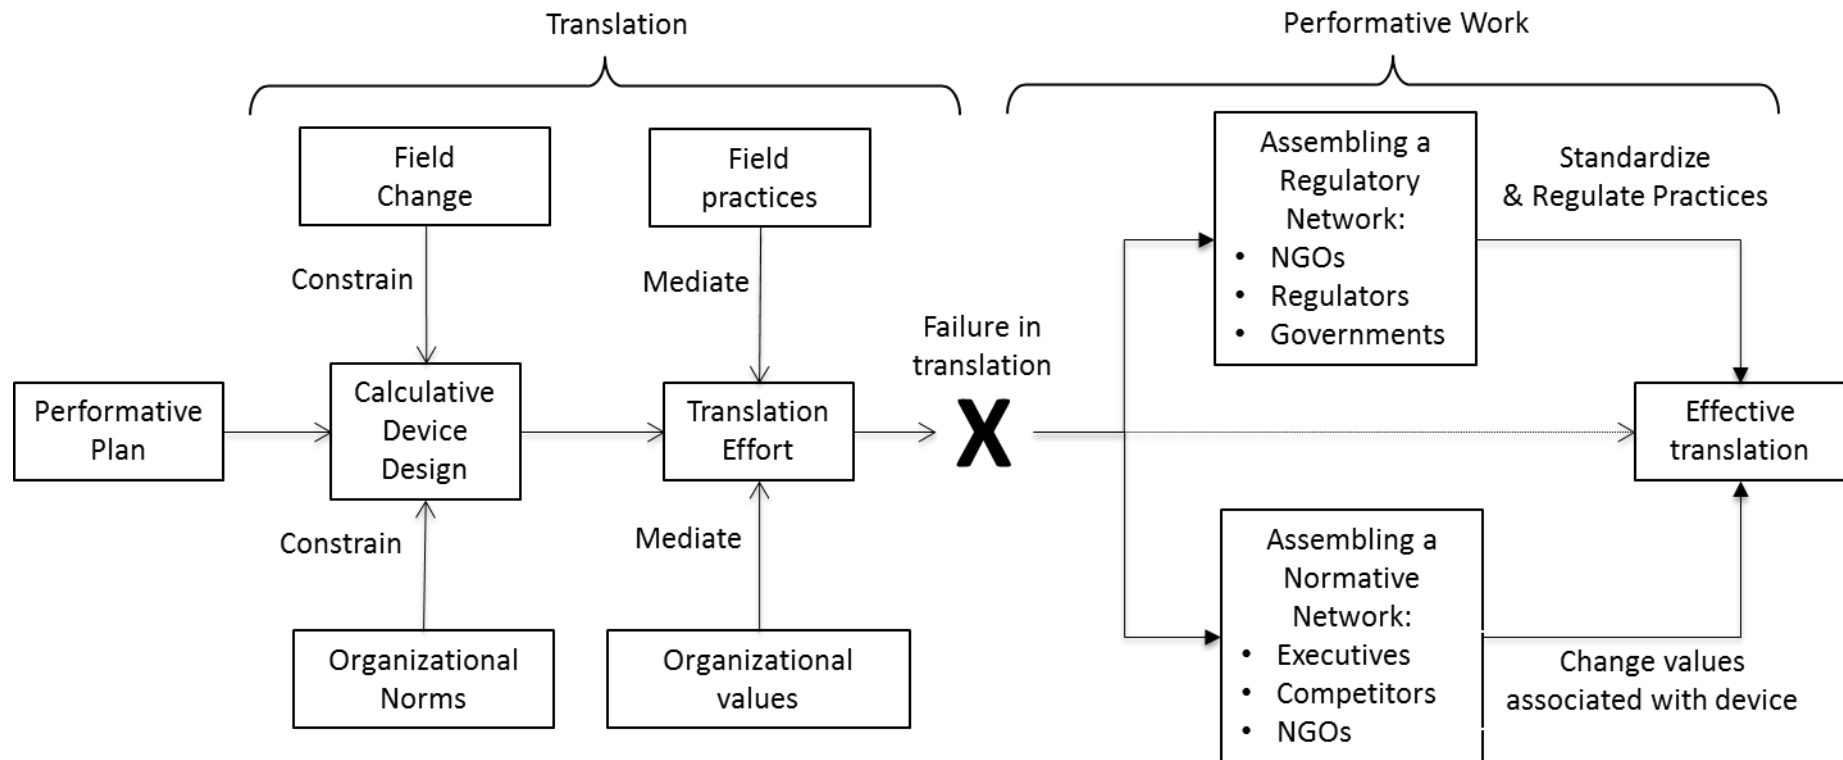 Translation
Performative Work
Field
Change
Field
practices
Assembling a
Regulatory
Network:
• NGOs
• Regulators
• Governments
Standardize
& Regulate Practices
Constrain
Mediate
Failure in
translation
X
Performative
Plan
Calculative
Device
Design
Translation
Effort
Effective
translation
Constrain
Mediate
Organizational
Norms
Organizational
values
Assembling a
Normative
Network:
• Executives
• Competitors
• NGOs
Change values
associated with device